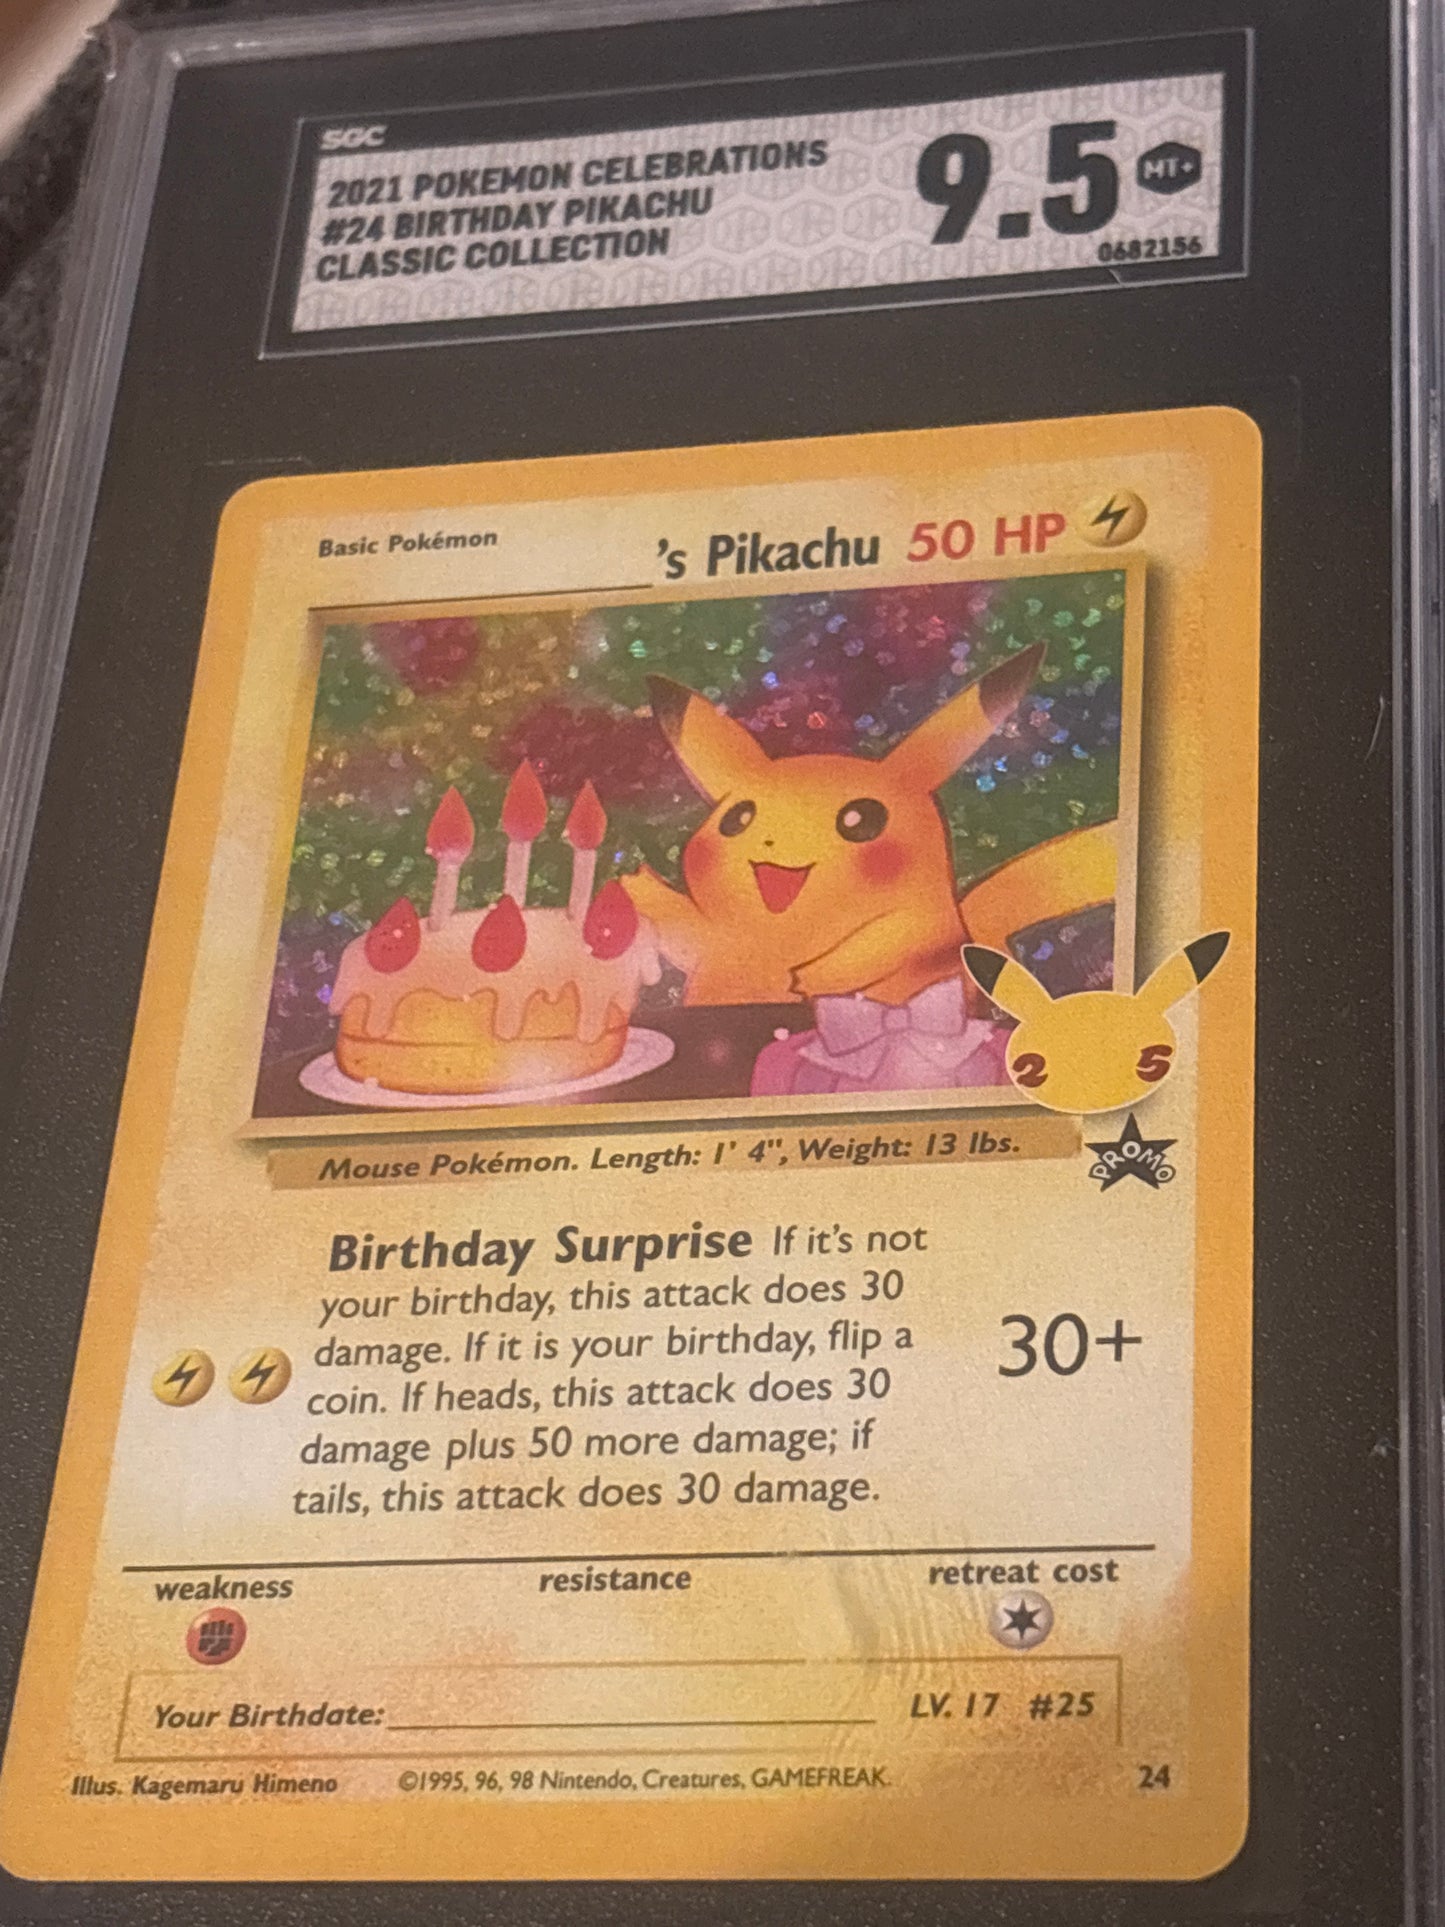 SGC
2021 POKEMON CELEBRATIONS
#24 BIRTHDAY PIKACHU
CLASSIC COLLECTION
9.5 MT+
0682156
Basic Pokémon
's Pikachu 50 HP
2 5
PROMO
Mouse Pokémon. Length: 1' 4", Weight: 13 lbs.
Birthday Surprise If it's not
your birthday, this attack does 30
damage. If it is your birthday, flip a
coin. If heads, this attack does 30
damage plus 50 more damage; if
tails, this attack does 30 damage.
30+
weakness resistance retreat cost
Your Birthdate: LV. 17 #25
Illus. Kagemaru Himeno ©1995, 96, 98 Nintendo, Creatures, GAMEFREAK. 24